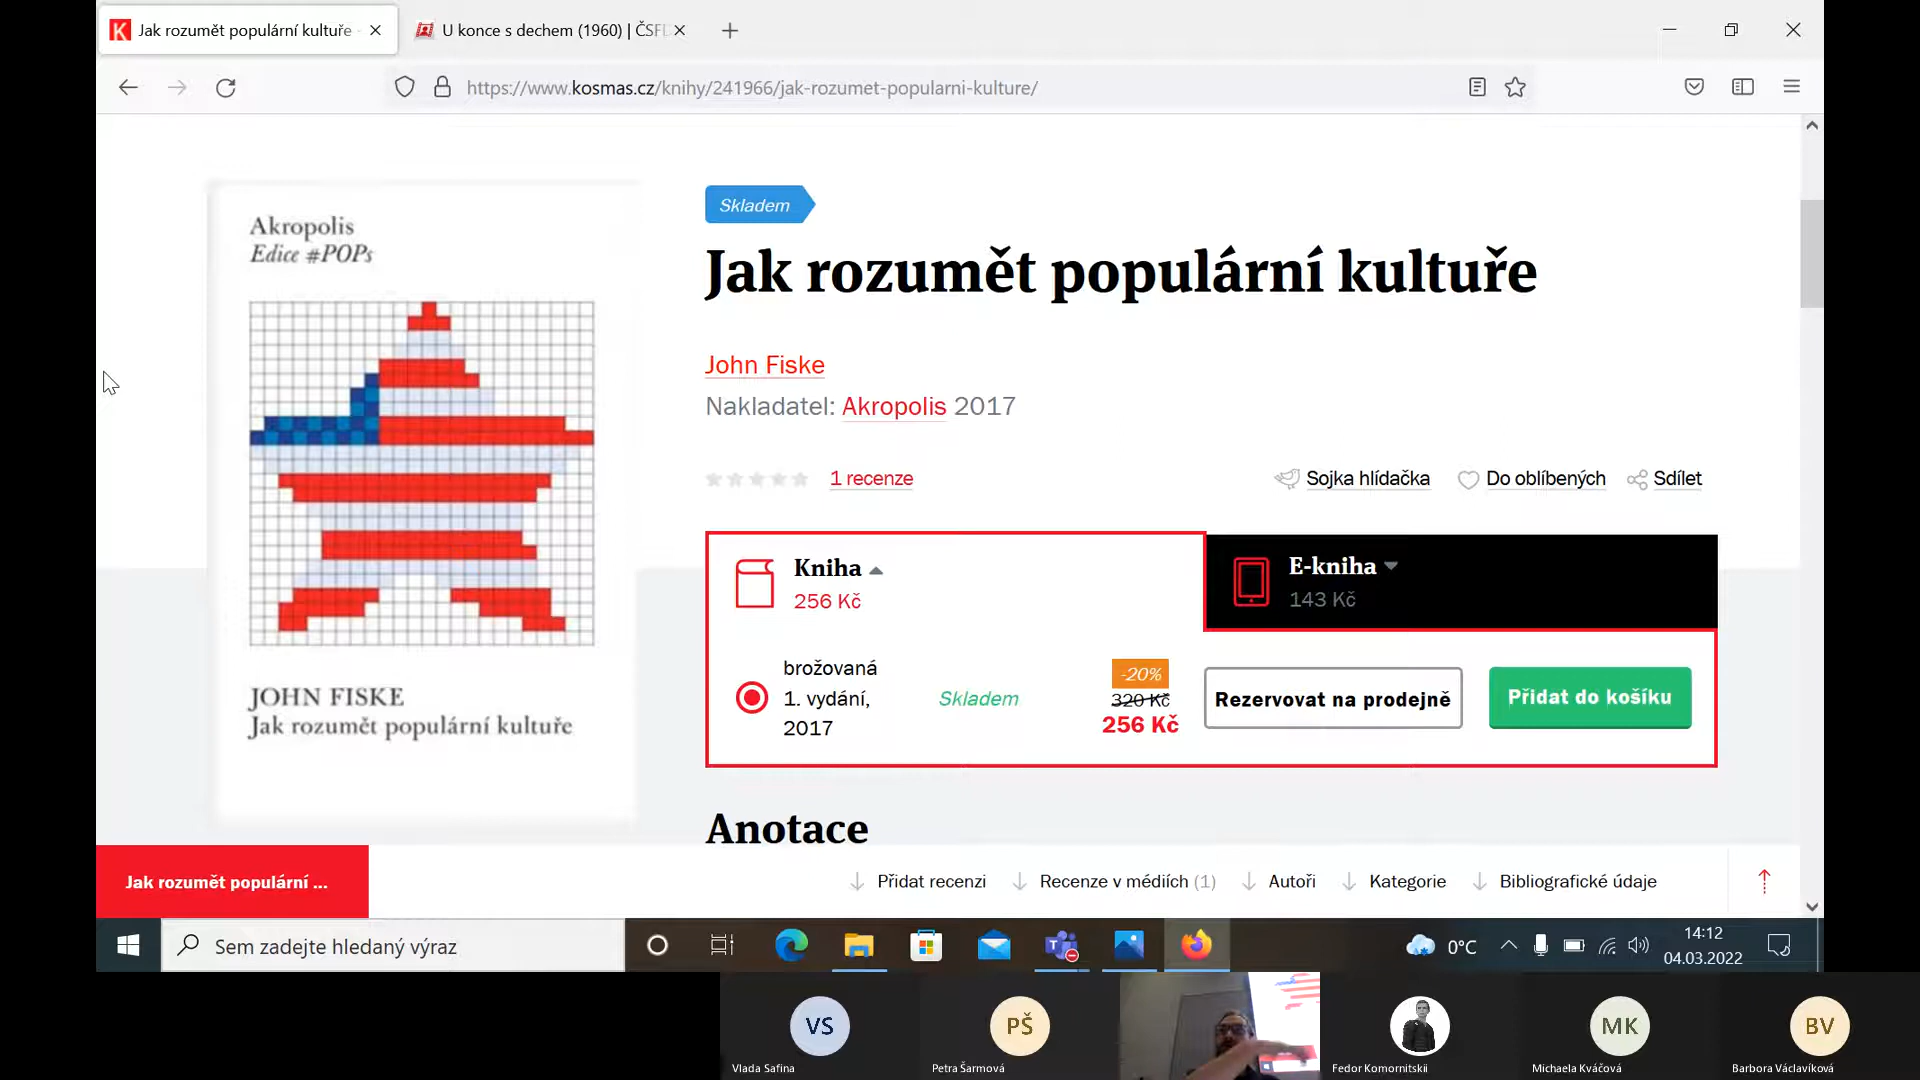 Jak rozumět populární kultuře
U konce s dechem (1960) | ČSFD
https://www.kosmas.cz/knihy/241966/jak-rozumet-popularni-kulture/
Akropolis
Edice #POPs
JOHN FISKE
Jak rozumět populární kultuře
Skladem
Jak rozumět populární kultuře
John Fiske
Nakladatel: Akropolis 2017
1 recenze
Sojka hlídačka
Do oblíbených
Sdílet
Kniha
256 Kč
E-kniha
143 Kč
brožovaná
1. vydání,
2017
Skladem
-20%
320 Kč
256 Kč
Rezervovat na prodejně
Přidat do košíku
Anotace
Jak rozumět populární ...
Přidat recenzi
Recenze v médiích (1)
Autoři
Kategorie
Bibliografické údaje
Sem zadejte hledaný výraz
0°C
14:12
04.03.2022
VS
Vlada Safina
PŠ
Petra Šarmová
Fedor Komornitskii
MK
Michaela Kváčová
BV
Barbora Václavíková